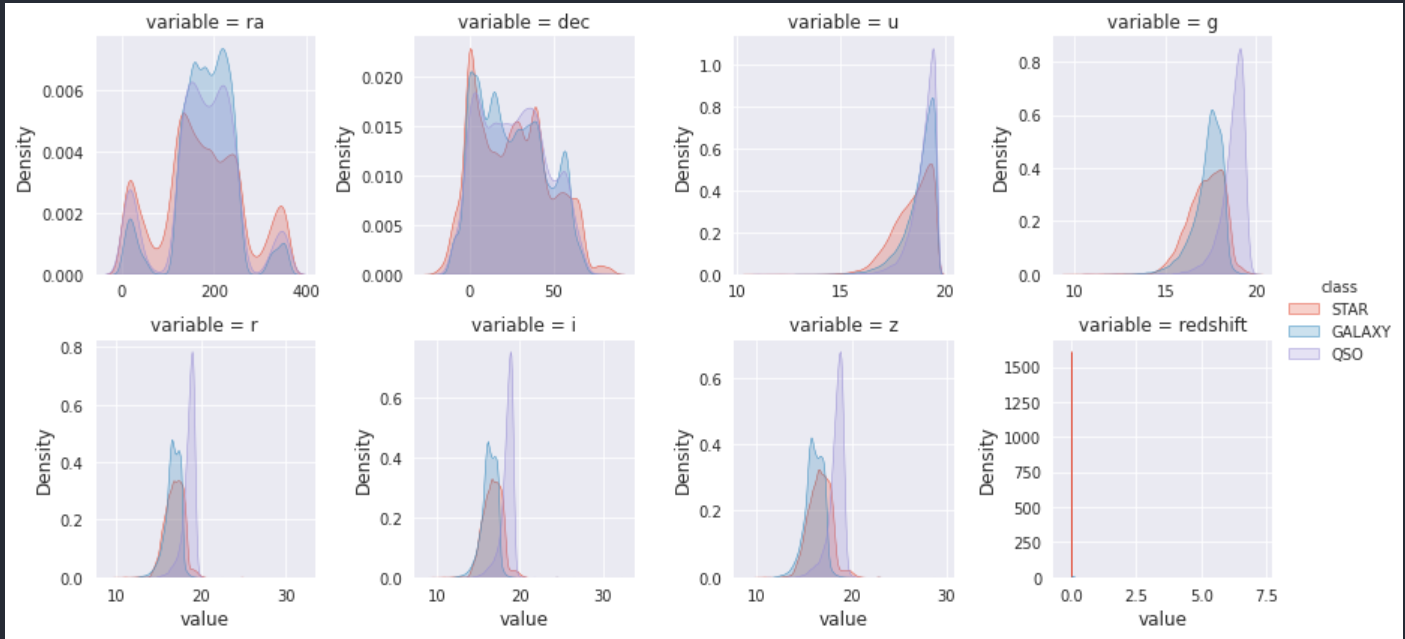 variable = ra
variable = dec
variable = u
variable = g
Density
0.006
0.004
0.002
0.000
0
200
400
Density
0.020
0.015
0.010
0.005
0.000
0
50
Density
1.0
0.8
0.6
0.4
0.2
0.0
10
15
20
Density
0.8
0.6
0.4
0.2
0.0
10
15
20
class
STAR
GALAXY
QSO
variable = r
variable = i
variable = z
variable = redshift
Density
0.8
0.6
0.4
0.2
0.0
10
20
30
value
Density
0.6
0.4
0.2
0.0
10
20
30
value
Density
0.6
0.4
0.2
0.0
10
20
30
value
Density
1500
1250
1000
750
500
250
0
0.0
2.5
5.0
7.5
value